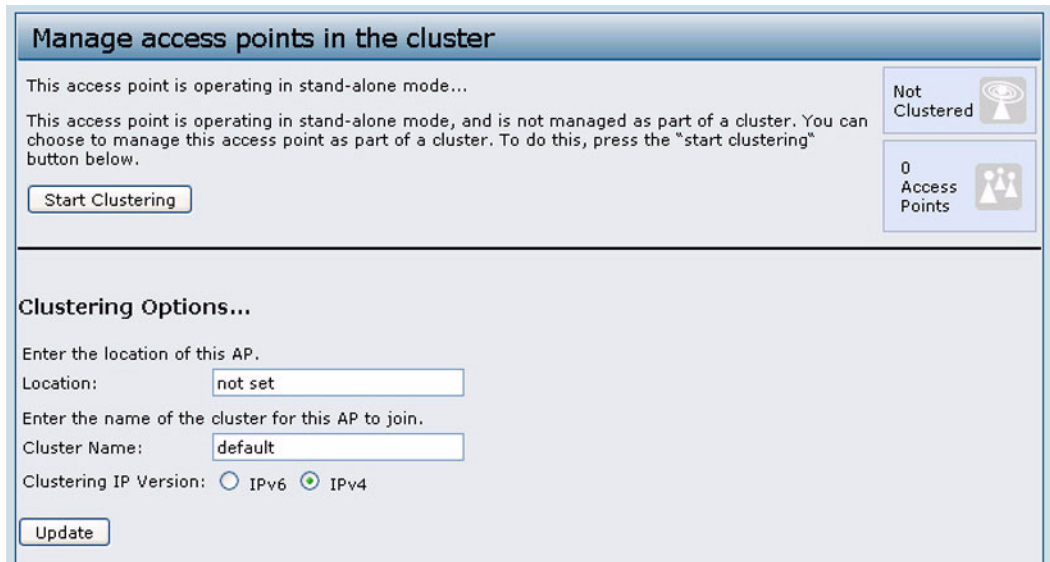 Manage access points in the cluster
This access point is operating in stand-alone mode...
This access point is operating in stand-alone mode, and is not managed as part of a cluster. You can
choose to manage this access point as part of a cluster. To do this, press the "start clustering"
button below.
Start Clustering
Not
Clustered
0
Access
Points
Clustering Options...
Enter the location of this AP.
Location: not set
Enter the name of the cluster for this AP to join.
Cluster Name: default
Clustering IP Version: IPv6 IPv4
Update